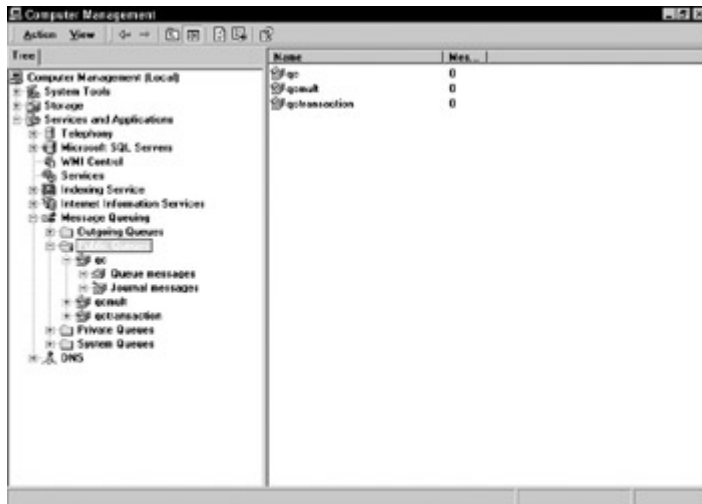 Computer Management
Action View
Tree
Name Mes...
Computer Management (Local)
System Tools
Storage
Services and Applications
Telephony
Microsoft SQL Servers
WMI Control
Services
Indexing Service
Internet Information Services
Message Queuing
Outgoing Queues
Public Queues
qc
Queue messages
Journal messages
qcmult
qctransaction
Private Queues
System Queues
DNS
qc 0
qcmult 0
qctransaction 0